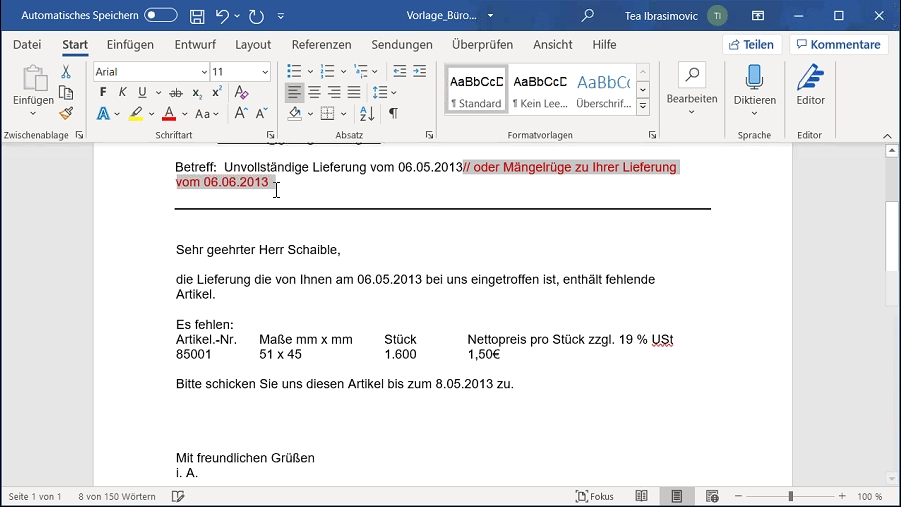 Automatisches Speichern
Vorlage_Büro...
Tea Ibrasimovic
TI
Datei Start Einfügen Entwurf Layout Referenzen Sendungen Überprüfen Ansicht Hilfe Teilen Kommentare
Einfügen
Zwischenablage
Arial 11
F K U ab x₂ x² A
A A Aa A A
Schriftart
Absatz
AaBbCcD AaBbCcD AaBbCc
¶ Standard ¶ Kein Lee... Überschrif...
Formatvorlagen
Bearbeiten
Diktieren
Sprache
Editor
Editor
Betreff: Unvollständige Lieferung vom 06.05.2013// oder Mängelrüge zu Ihrer Lieferung
vom 06.06.2013
Sehr geehrter Herr Schaible,
die Lieferung die von Ihnen am 06.05.2013 bei uns eingetroffen ist, enthält fehlende
Artikel.
Es fehlen:
Artikel.-Nr. Maße mm x mm Stück Nettopreis pro Stück zzgl. 19 % USt
85001 51 x 45 1.600 1,50€
Bitte schicken Sie uns diesen Artikel bis zum 8.05.2013 zu.
Mit freundlichen Grüßen
i. A.
Seite 1 von 1 8 von 150 Wörtern Fokus 100 %